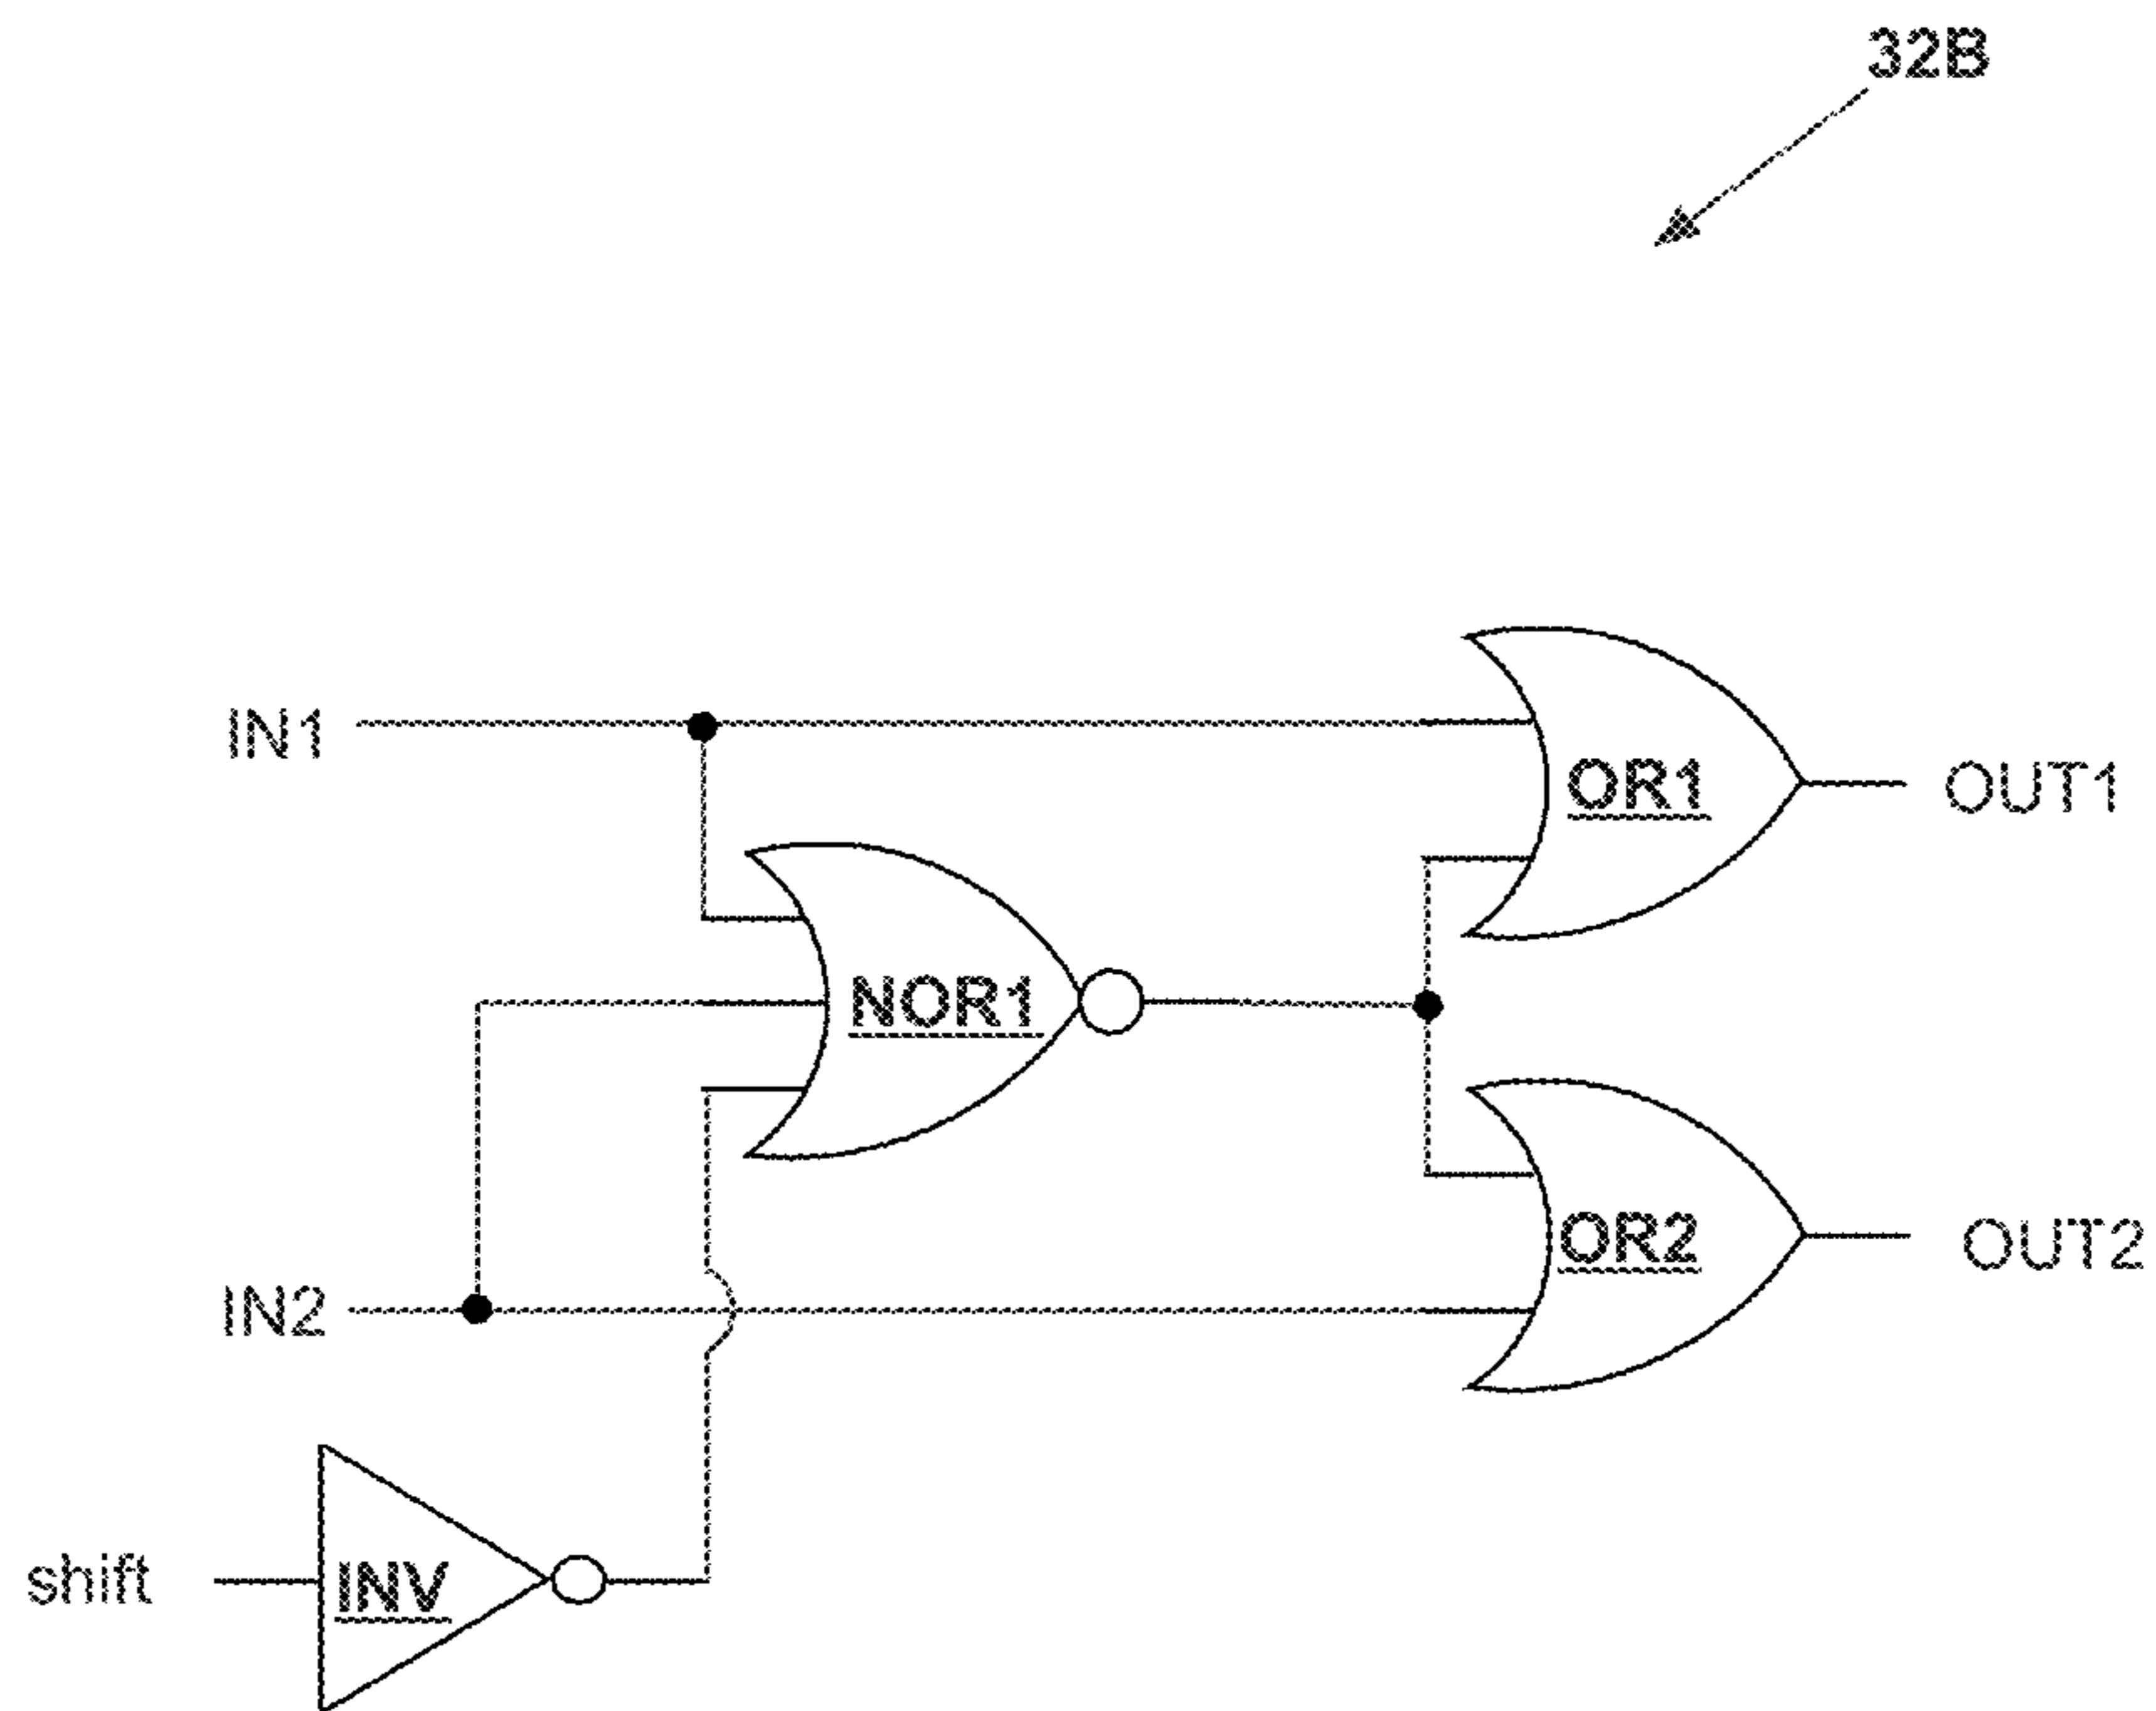 32B
IN1
OR1
OUT1
NOR1
IN2
OR2
OUT2
shift
INV